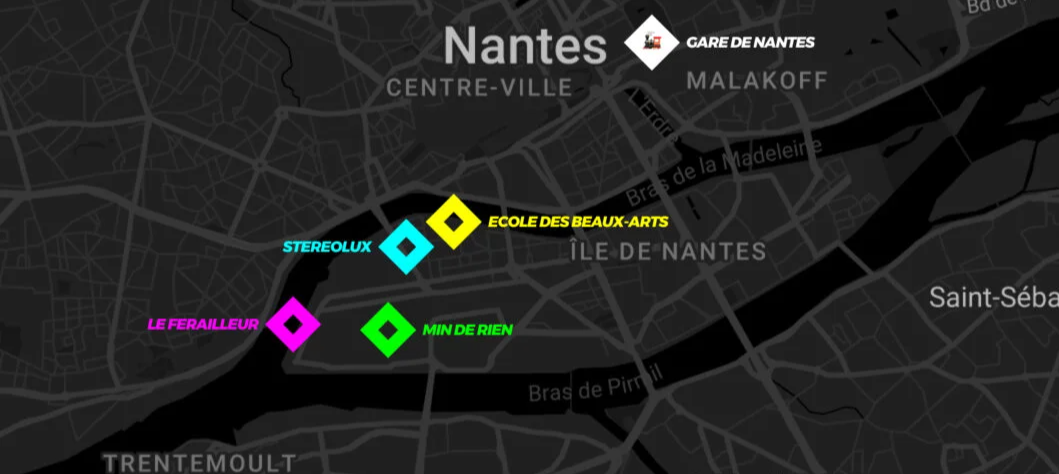 Bd de
Nantes
GARE DE NANTES
CENTRE-VILLE
MALAKOFF
L'Erdre
Bras de la Madeleine
ECOLE DES BEAUX-ARTS
STEREOLUX
ÎLE DE NANTES
Saint-Séba
LE FERAILLEUR
MIN DE RIEN
Bras de Pirmil
TRENTEMOULT